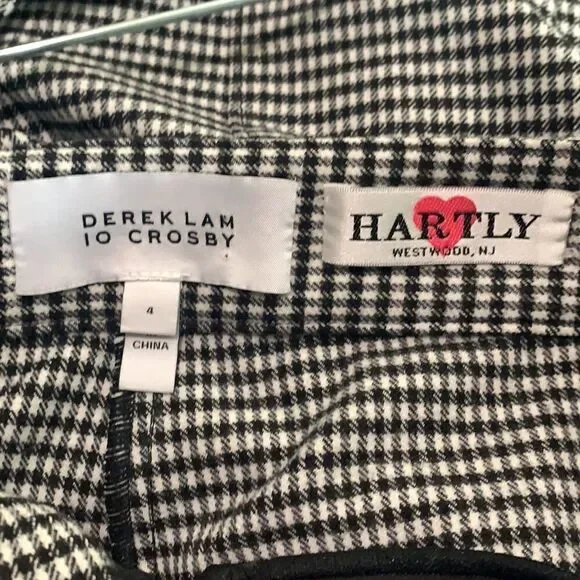 DEREK LAM
10 CROSBY
4
CHINA
HARTLY
WESTWOOD, NJ